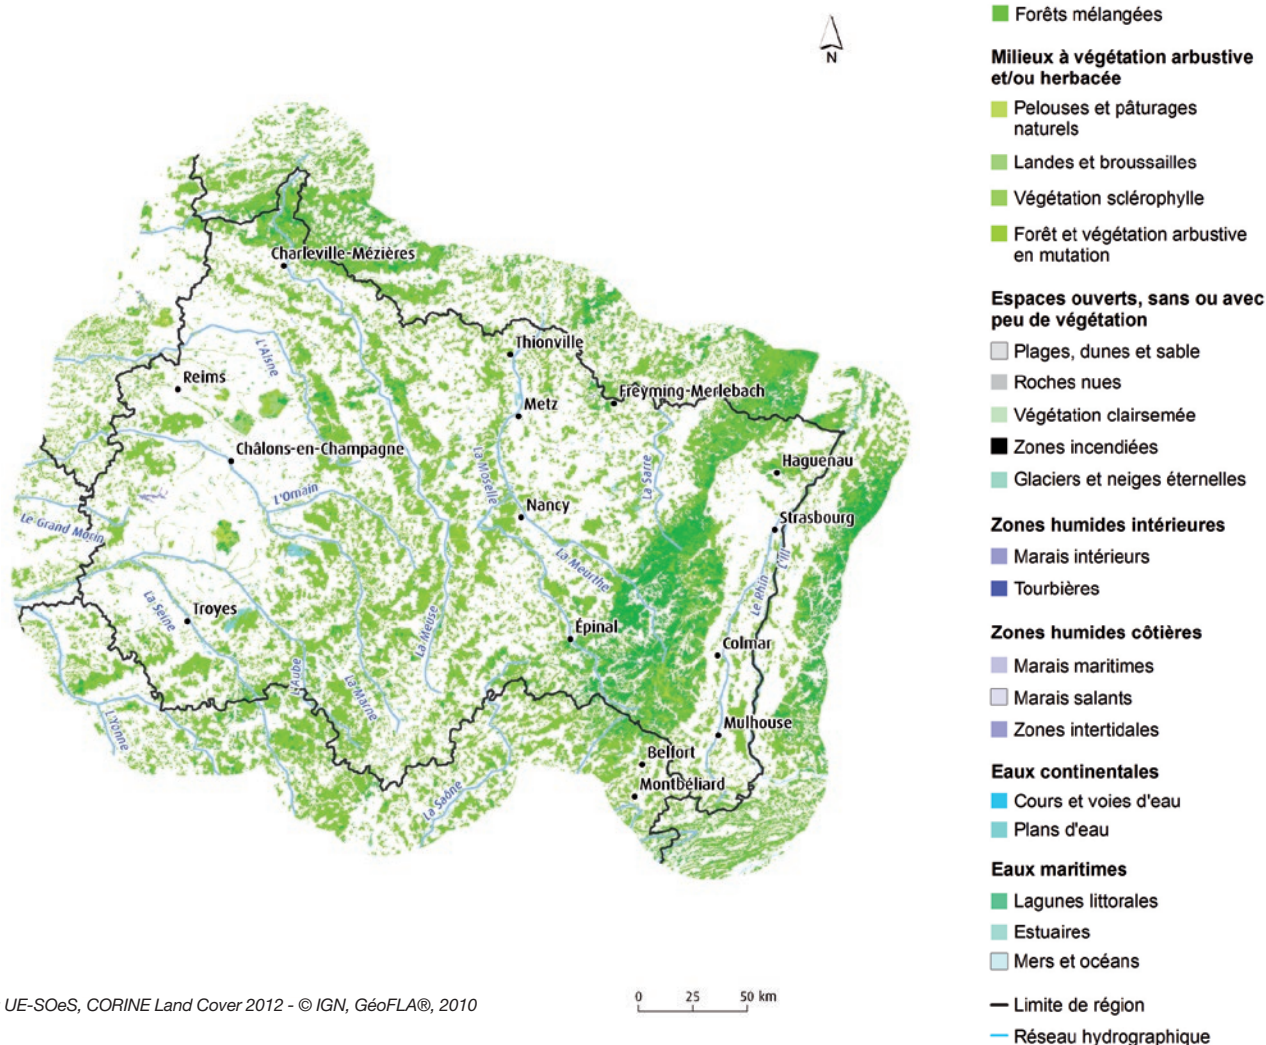 Forêts mélangées
Milieux à végétation arbustive
et/ou herbacée
Pelouses et pâturages
naturels
Landes et broussailles
Végétation sclérophylle
Forêt et végétation arbustive
en mutation
Espaces ouverts, sans ou avec
peu de végétation
Plages, dunes et sable
Roches nues
Végétation clairsemée
Zones incendiées
Glaciers et neiges éternelles
Zones humides intérieures
Marais intérieurs
Tourbières
Zones humides côtières
Marais maritimes
Marais salants
Zones intertidales
Eaux continentales
Cours et voies d'eau
Plans d'eau
Eaux maritimes
Lagunes littorales
Estuaires
Mers et océans
Limite de région
Réseau hydrographique
N
Charleville-Mézières
Thionville
L'Aisne
Reims
Freyming-Merlebach
Metz
Châlons-en-Champagne
Haguenau
La Moselle
La Sarre
L'Ornain
Nancy
Strasbourg
Le Grand Morin
L'Ill
La Meurthe
Le Rhin
La Seine
Troyes
Épinal
La Meuse
Colmar
L'Aube
La Marne
L'Yonne
Mulhouse
Belfort
Montbéliard
La Saône
0 25 50 km
UE-SOeS, CORINE Land Cover 2012 - © IGN, GéoFLA®, 2010